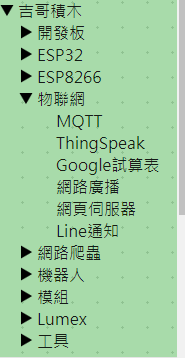 吉哥積木
開發板
ESP32
ESP8266
物聯網
MQTT
ThingSpeak
Google試算表
網路廣播
網頁伺服器
Line通知
網路爬蟲
機器人
模組
Lumex
工具